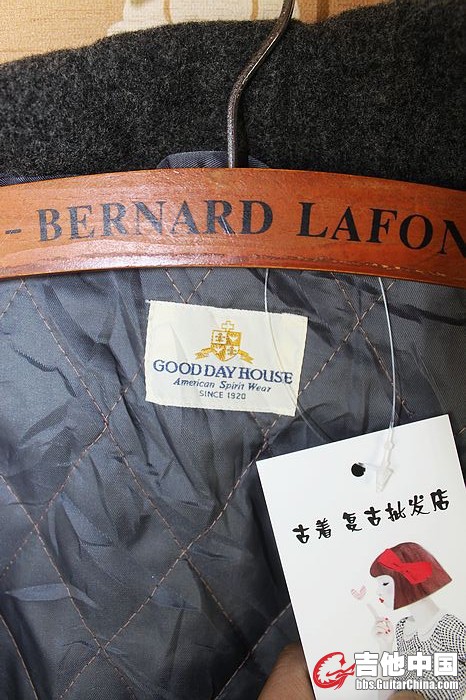 - BERNARD LAFON
GOOD DAY HOUSE
American Spirit Wear
SINCE 1920
古着 复古批发店
吉他中国
bbs.GuitarChina.com